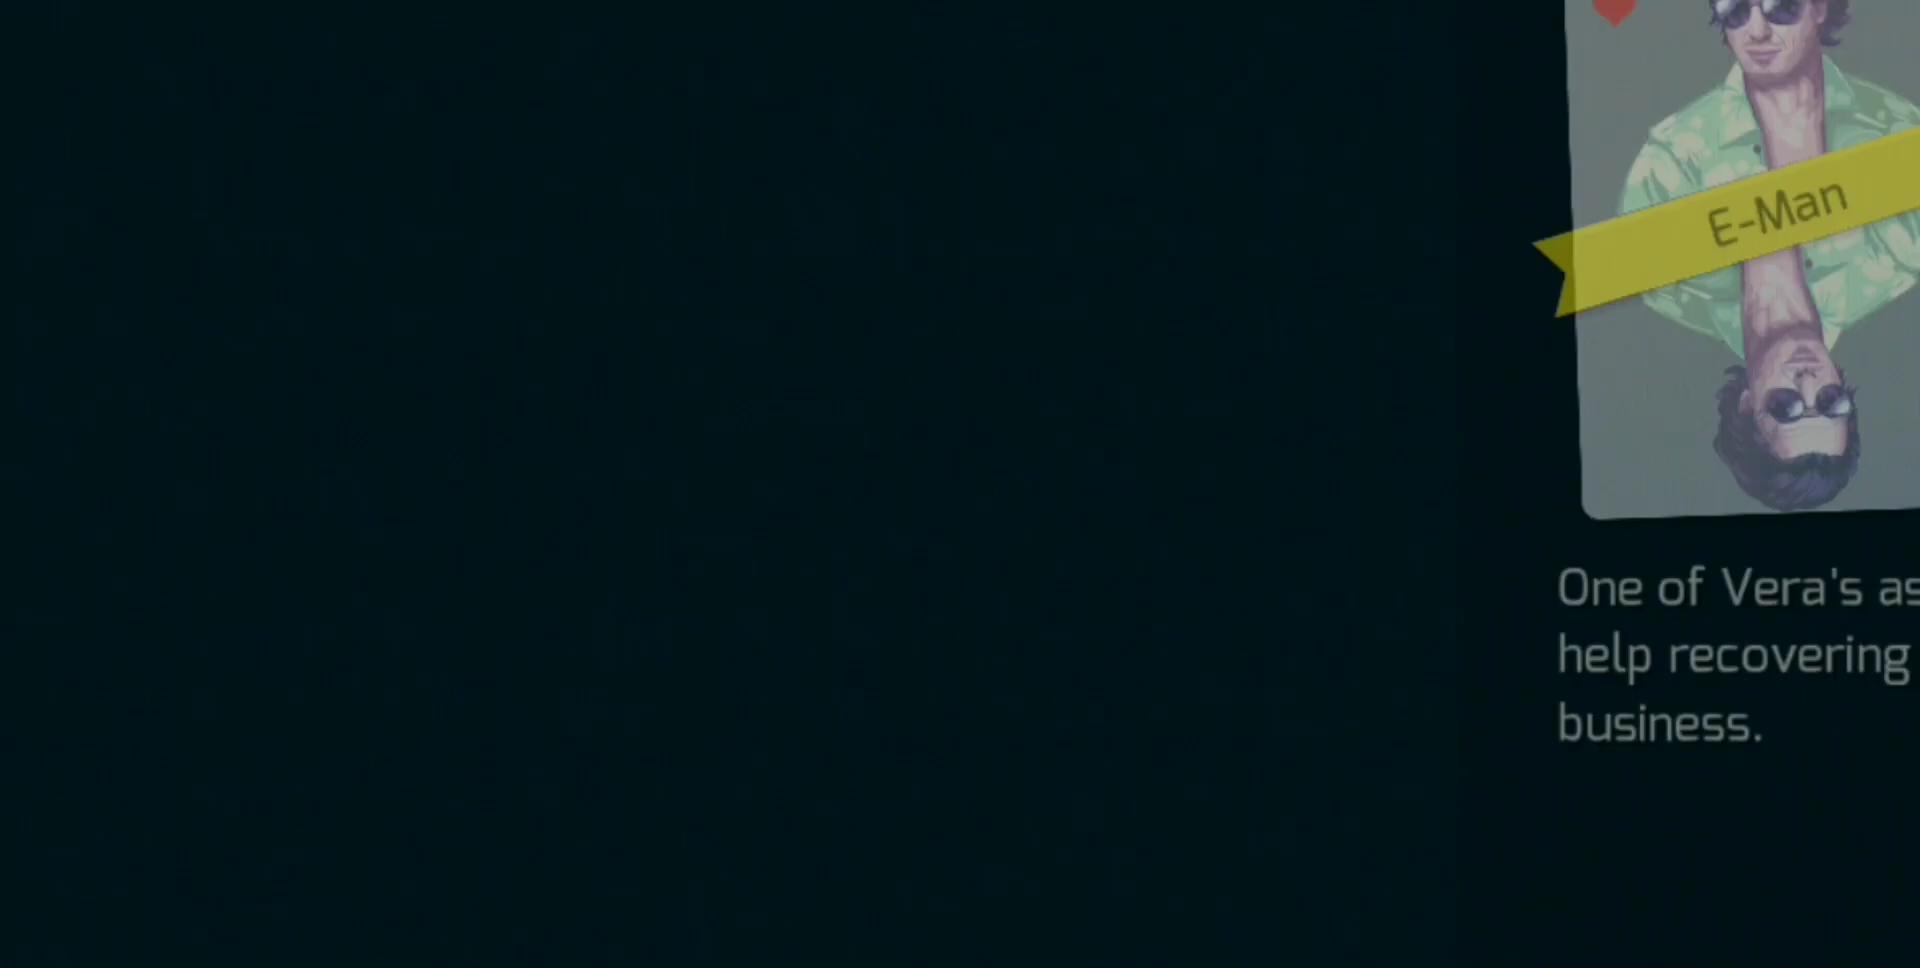 E-Man
One of Vera's
help recovering
business.